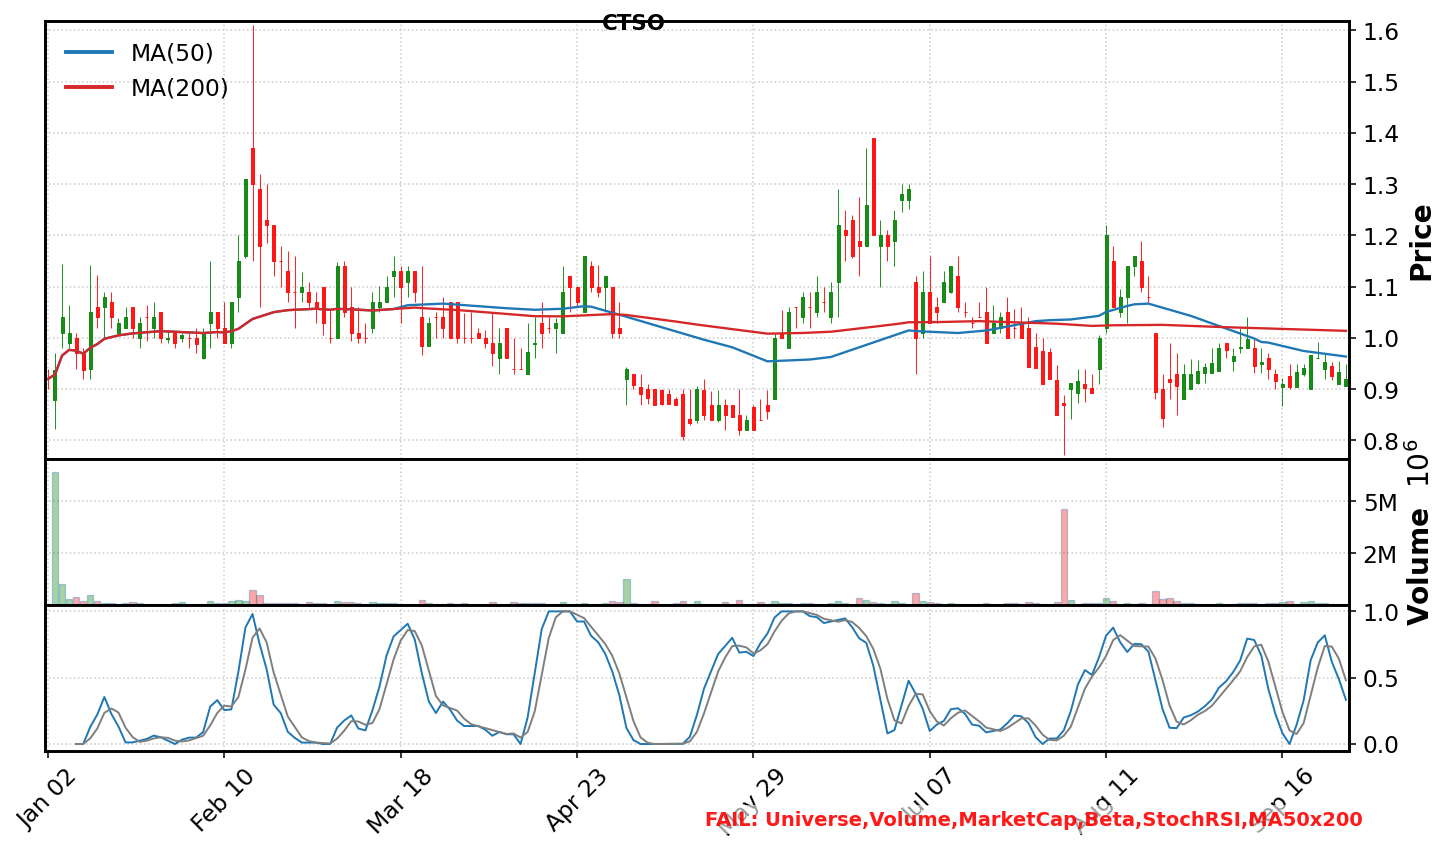 CTSO
MA(50)
MA(200)
1.6
1.5
1.4
1.3
1.2
1.1
1.0
0.9
0.8
Price
10^6
5M
2M
Volume
1.0
0.5
0.0
Jan 02
Feb 10
Mar 18
Apr 23
May 29
Jul 07
Aug 11
Sep 16
FAIL: Universe,Volume,MarketCap,Beta,StochRSI,MA50x200